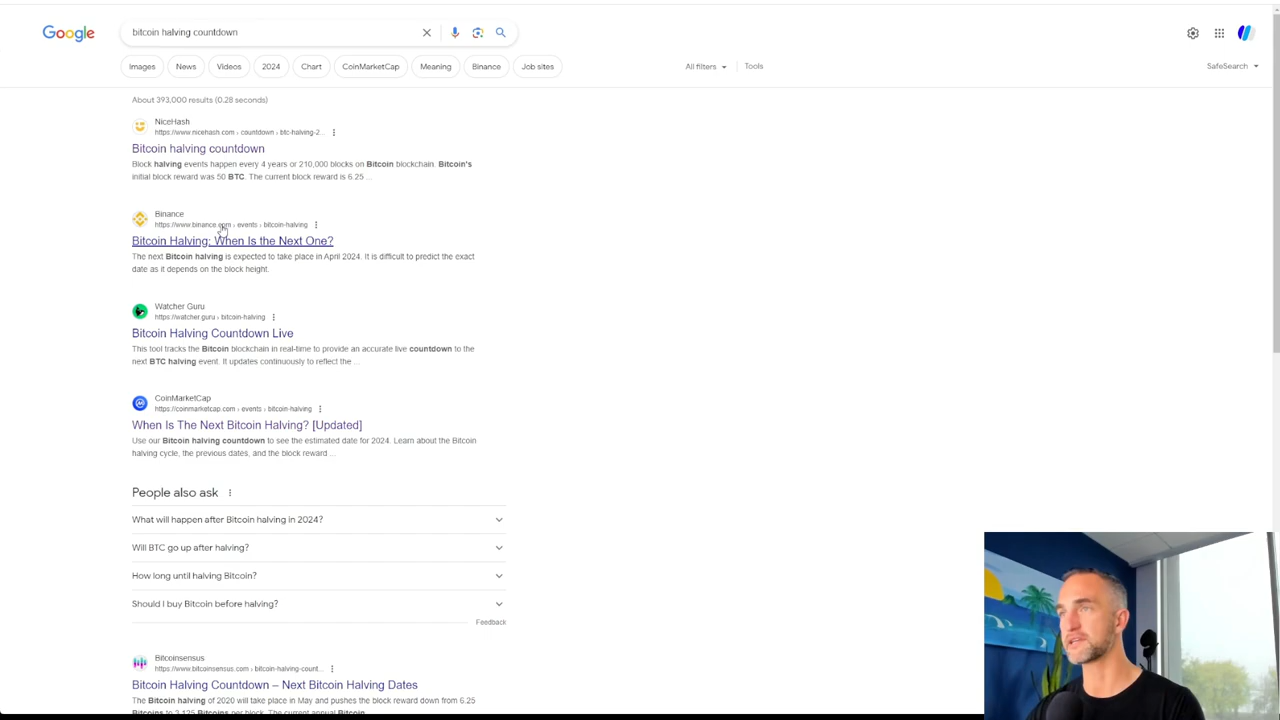 Google
bitcoin halving countdown
Images
News
Videos
2024
Chart
CoinMarketCap
Meaning
Binance
Job sites
All filters
Tools
SafeSearch
About 393,000 results (0.28 seconds)
NiceHash
https://www.nicehash.com › countdown › btc-halving-2...
Bitcoin halving countdown
Block halving events happen every 4 years or 210,000 blocks on Bitcoin blockchain. Bitcoin's
initial block reward was 50 BTC. The current block reward is 6.25 ...
Binance
https://www.binance.com › events › bitcoin-halving
Bitcoin Halving: When Is the Next One?
The next Bitcoin halving is expected to take place in April 2024. It is difficult to predict the exact
date as it depends on the block height.
Watcher Guru
https://watcher.guru › bitcoin-halving
Bitcoin Halving Countdown Live
This tool tracks the Bitcoin blockchain in real-time to provide an accurate live countdown to the
next BTC halving event. It updates continuously to reflect the ...
CoinMarketCap
https://coinmarketcap.com › events › bitcoin-halving
When Is The Next Bitcoin Halving? [Updated]
Use our Bitcoin halving countdown to see the estimated date for 2024. Learn about the Bitcoin
halving cycle, the previous dates, and the block reward ...
People also ask
What will happen after Bitcoin halving in 2024?
Will BTC go up after halving?
How long until halving Bitcoin?
Should I buy Bitcoin before halving?
Feedback
Bitcoinsensus
https://www.bitcoinsensus.com › bitcoin-halving-count...
Bitcoin Halving Countdown – Next Bitcoin Halving Dates
The Bitcoin halving of 2020 will take place in May and pushes the block reward down from 6.25
Bitcoins to 3.125 Bitcoins per block. The current annual Bitcoin